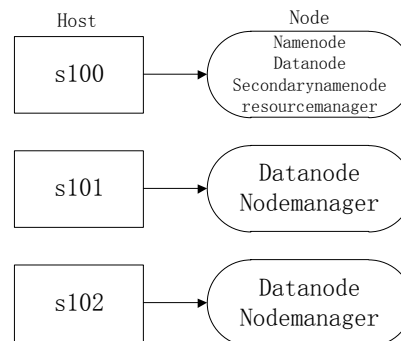 Host
Node
s100
Namenode
Datanode
Secondarynamenode
resourcemanager
s101
Datanode
Nodemanager
s102
Datanode
Nodemanager